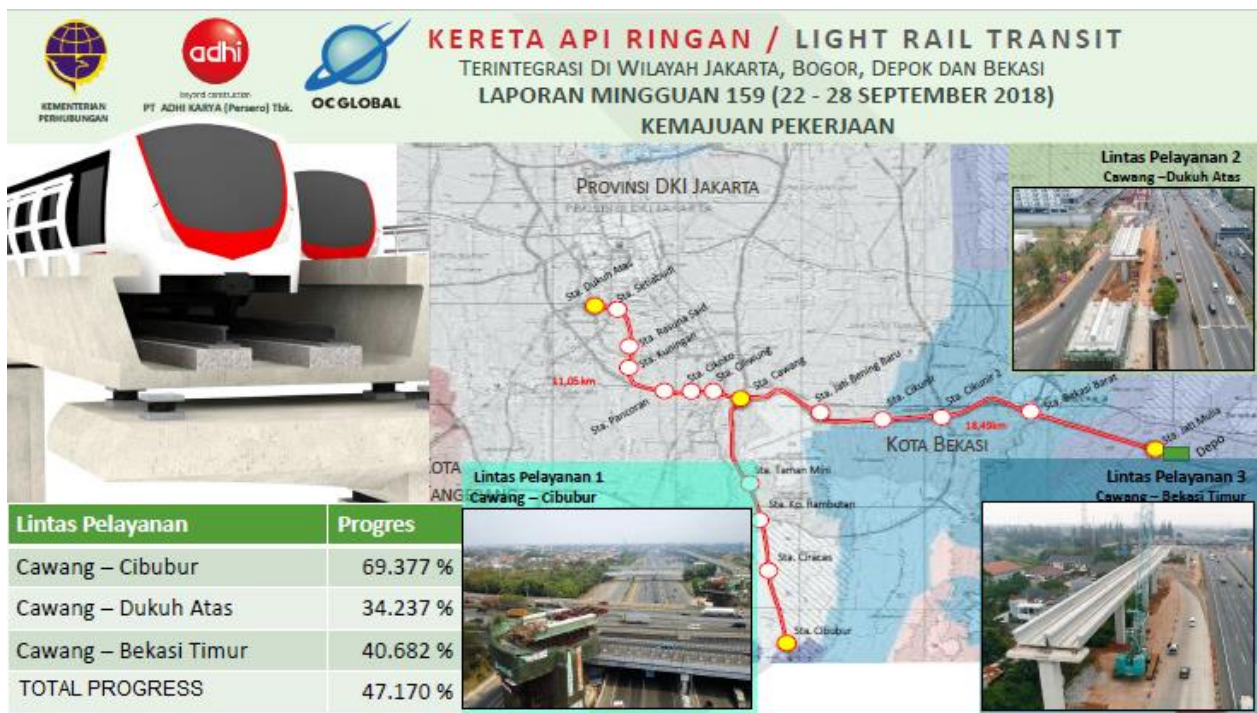 KEMENTERIAN
PERHUBUNGAN
adhi
beyond construction
PT ADHI KARYA (Persero) Tbk.
OCGLOBAL
KERETA API RINGAN / LIGHT RAIL TRANSIT
TERINTEGRASI DI WILAYAH JAKARTA, BOGOR, DEPOK DAN BEKASI
LAPORAN MINGGUAN 159 (22 - 28 SEPTEMBER 2018)
KEMAJUAN PEKERJAAN
Lintas Pelayanan 2
Cawang –Dukuh Atas
PROVINSI DKI JAKARTA
Sta. Dukuh Atas
Sta. Setiabudi
Sta. Rasuna Said
Sta. Kuningan
11,05 km
Sta. Pancoran
Sta. Cikoko
Sta. Ciliwung
Sta. Cawang
Sta. Jati Bening Baru
Sta. Cikunir
Sta. Cikunir 2
18,49km
Sta. Bekasi Barat
Sta. Jati Mulia
Depo
KOTA BEKASI
Sta. Taman Mini
Sta. Kp. Rambutan
Sta. Ciracas
Sta. Cibubur
Lintas Pelayanan 1
Cawang – Cibubur
Lintas Pelayanan 3
Cawang – Bekasi Timur
Lintas Pelayanan Progres
Cawang – Cibubur 69.377 %
Cawang – Dukuh Atas 34.237 %
Cawang – Bekasi Timur 40.682 %
TOTAL PROGRESS 47.170 %